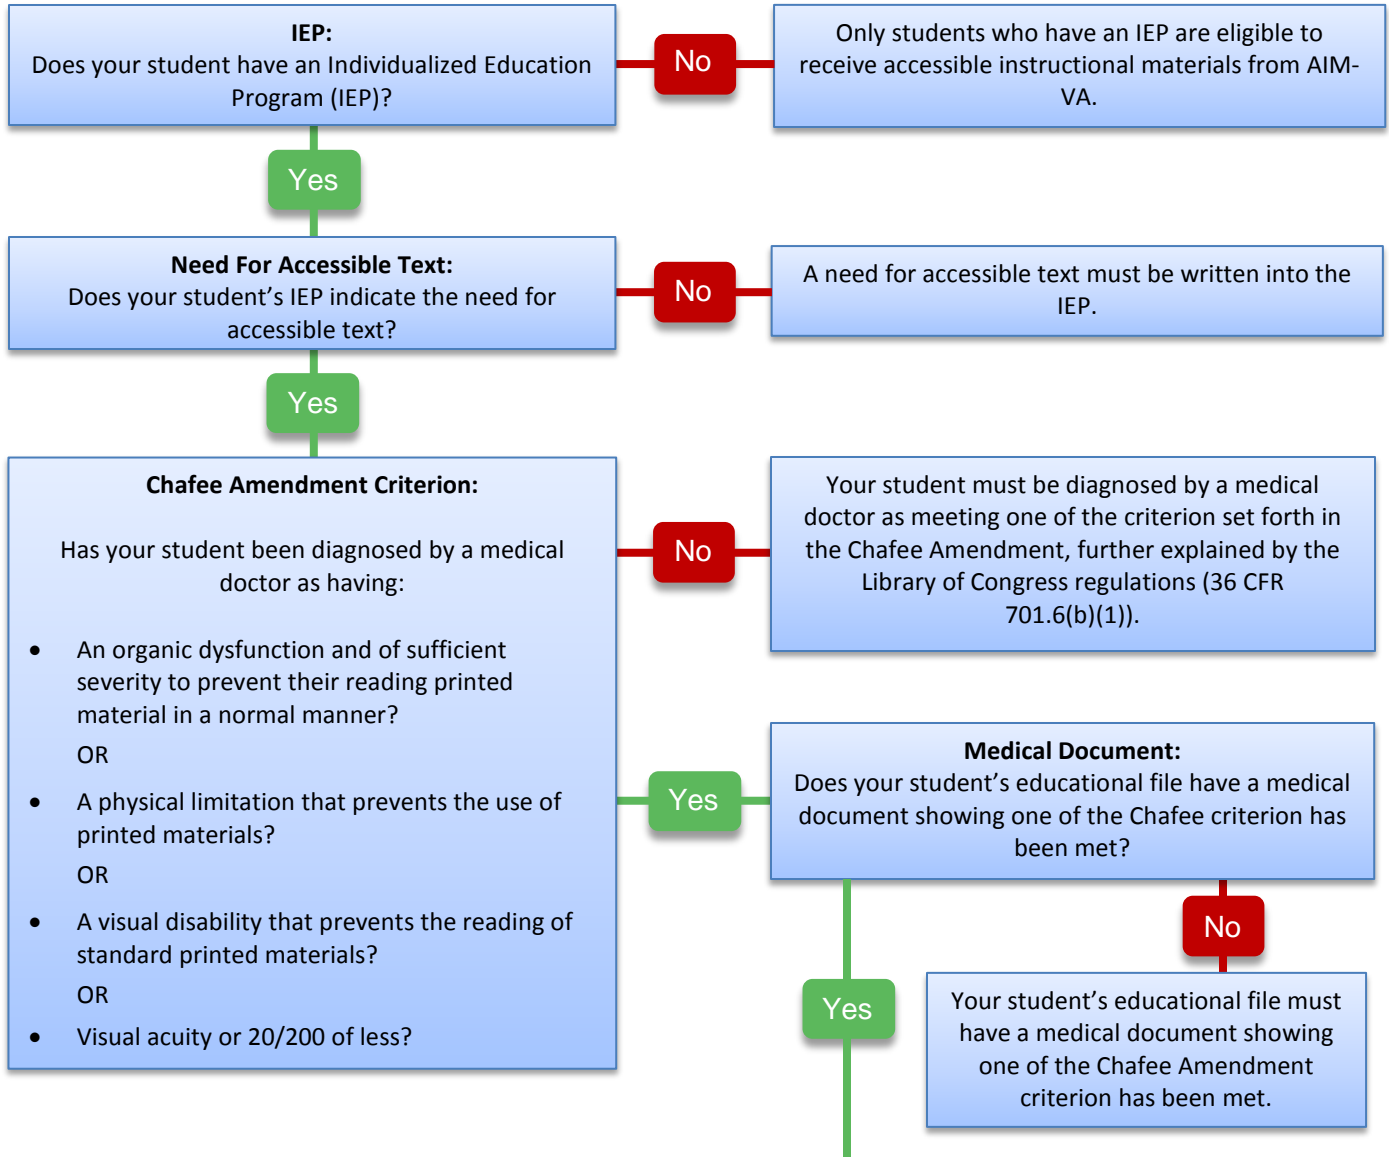 IEP:
Does your student have an Individualized Education
Program (IEP)?
No
Only students who have an IEP are eligible to
receive accessible instructional materials from AIM-
VA.
Yes
Need For Accessible Text:
Does your student’s IEP indicate the need for
accessible text?
No
A need for accessible text must be written into the
IEP.
Yes
Chafee Amendment Criterion:
Has your student been diagnosed by a medical
doctor as having:
• An organic dysfunction and of sufficient
severity to prevent their reading printed
material in a normal manner?
OR
• A physical limitation that prevents the use of
printed materials?
OR
• A visual disability that prevents the reading of
standard printed materials?
OR
• Visual acuity or 20/200 of less?
No
Your student must be diagnosed by a medical
doctor as meeting one of the criterion set forth in
the Chafee Amendment, further explained by the
Library of Congress regulations (36 CFR
701.6(b)(1)).
Yes
Medical Document:
Does your student’s educational file have a medical
document showing one of the Chafee criterion has
been met?
No
Your student’s educational file must
have a medical document showing
one of the Chafee Amendment
criterion has been met.
Yes